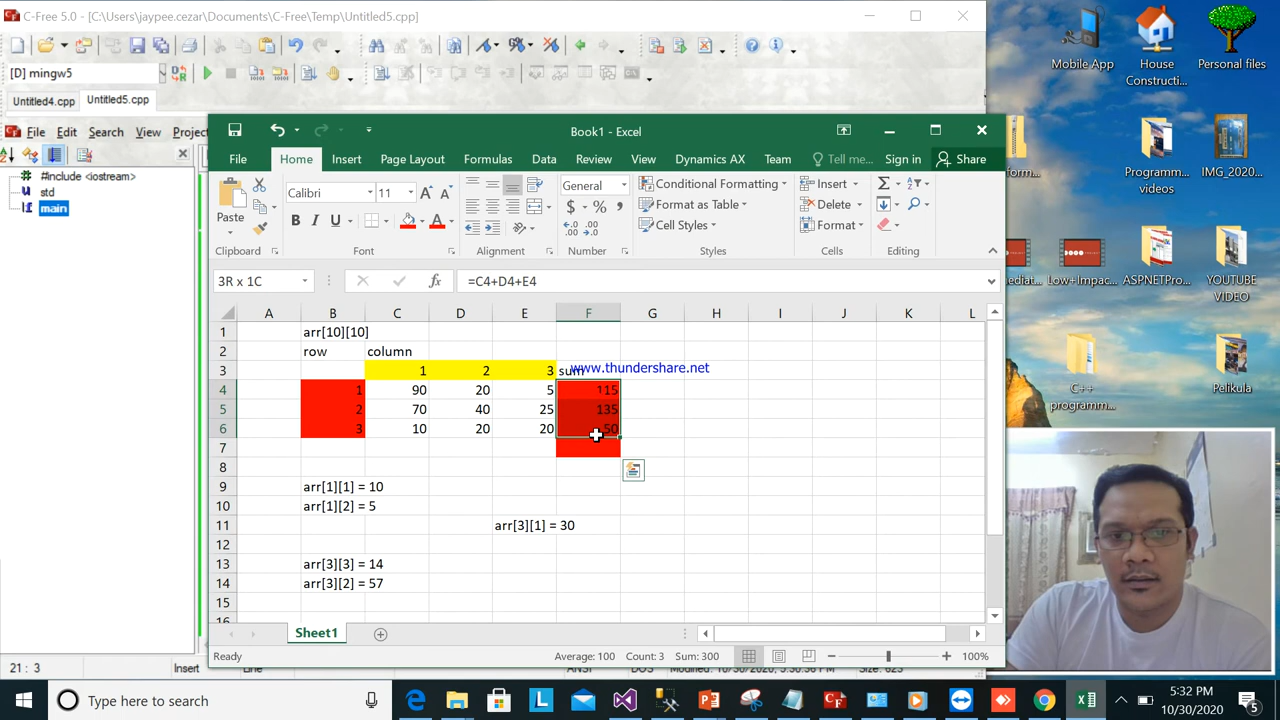 C-Free 5.0 - [C:\Users\jaypee.cezar\Documents\C-Free\Temp\Untitled5.cpp]
[D] mingw5
Untitled4.cpp Untitled5.cpp
File Edit Search Book Project
#include <iostream>
std
main
Book1 - Excel
File Home Insert Page Layout Formulas Data Review View Dynamics AX Team Tell me... Sign in Share
Paste
Calibri 11
B I U
General
$ %
Conditional Formatting
Format as Table
Cell Styles
Insert
Delete
Format
Clipboard Font Alignment Number Styles Cells Editing
3R x 1C fx =C4+D4+E4
A B C D E F G H I J K L
1 arr[10][10]
2 row column
3 1 2 3 sum
www.thundershare.net
4 1 90 20 5 115
5 2 70 40 25 135
6 3 10 20 20 50
7
8
9 arr[1][1] = 10
10 arr[1][2] = 5
11 arr[3][1] = 30
12
13 arr[3][3] = 14
14 arr[3][2] = 57
15
16
Sheet1
Ready Average: 100 Count: 3 Sum: 300 100%
21 : 3 Insert Line ANSI DOS
Mobile App
House Constructi...
Personal files
Programm... videos
IMG_2020...
Low+Impac...
ASPNETPro...
YOUTUBE VIDEO
C++ programm...
Pelikula
Type here to search
5:32 PM
10/30/2020
5